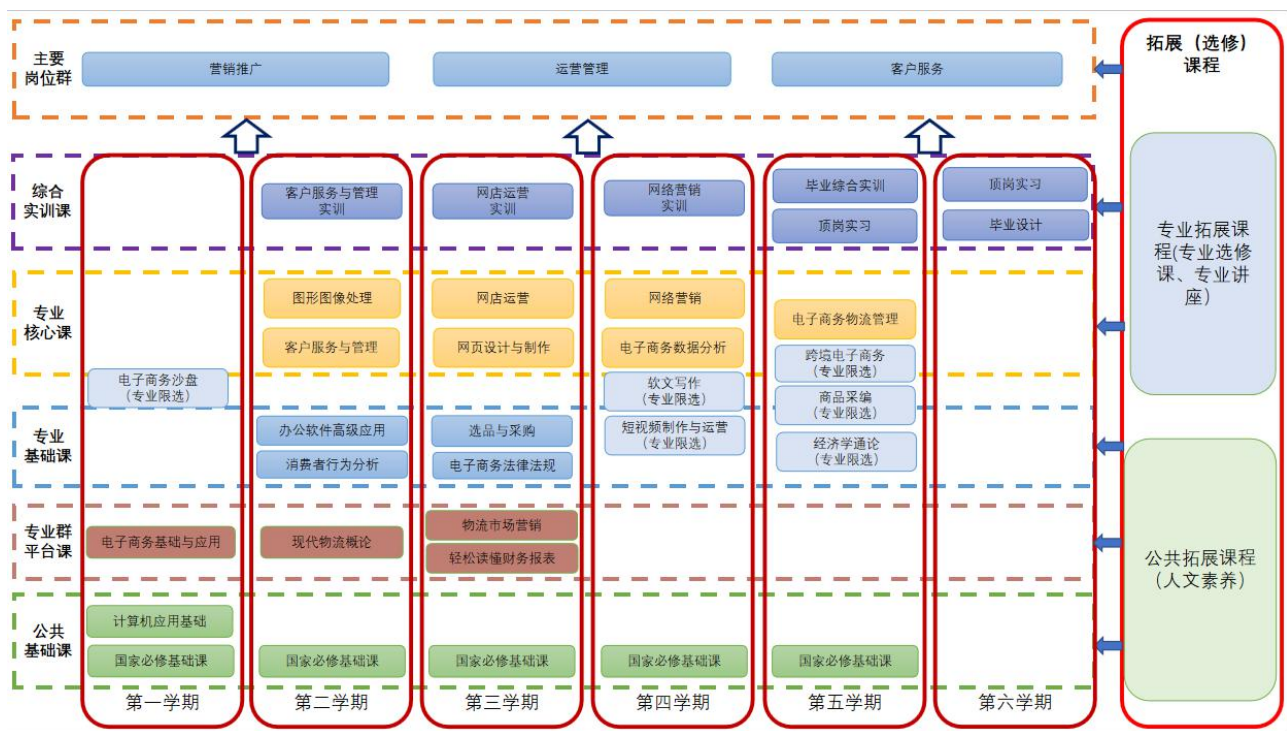 主要
岗位群
营销推广
运营管理
客户服务
拓展（选修）
课程
综合
实训课
客户服务与管理
实训
网店运营
实训
网络营销
实训
毕业综合实训
顶岗实习
顶岗实习
毕业设计
专业拓展课
程(专业选修
课、专业讲
座）
专业
核心课
图形图像处理
客户服务与管理
网店运营
网页设计与制作
网络营销
电子商务数据分析
电子商务物流管理
跨境电子商务
（专业限选）
电子商务沙盘
（专业限选）
软文写作
（专业限选）
商品采编
（专业限选）
专业
基础课
办公软件高级应用
消费者行为分析
选品与采购
电子商务法律法规
短视频制作与运营
（专业限选）
经济学通论
（专业限选）
专业群
平台课
电子商务基础与应用
现代物流概论
物流市场营销
轻松读懂财务报表
公共拓展课程
（人文素养）
公共
基础课
计算机应用基础
国家必修基础课
国家必修基础课
国家必修基础课
国家必修基础课
国家必修基础课
第一学期
第二学期
第三学期
第四学期
第五学期
第六学期